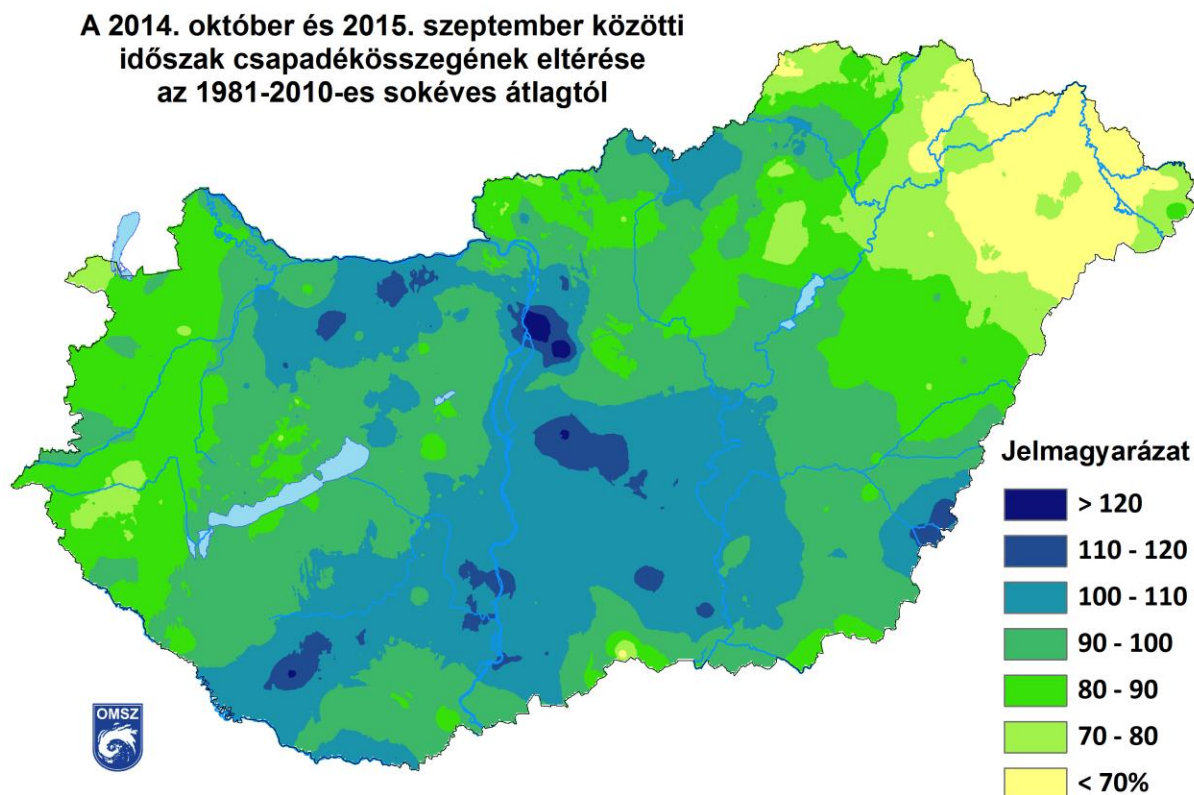 A 2014. október és 2015. szeptember közötti
időszak csapadékösszegének eltérése
az 1981-2010-es sokéves átlagtól
Jelmagyarázat
> 120
110 - 120
100 - 110
90 - 100
80 - 90
70 - 80
< 70%
OMSZ